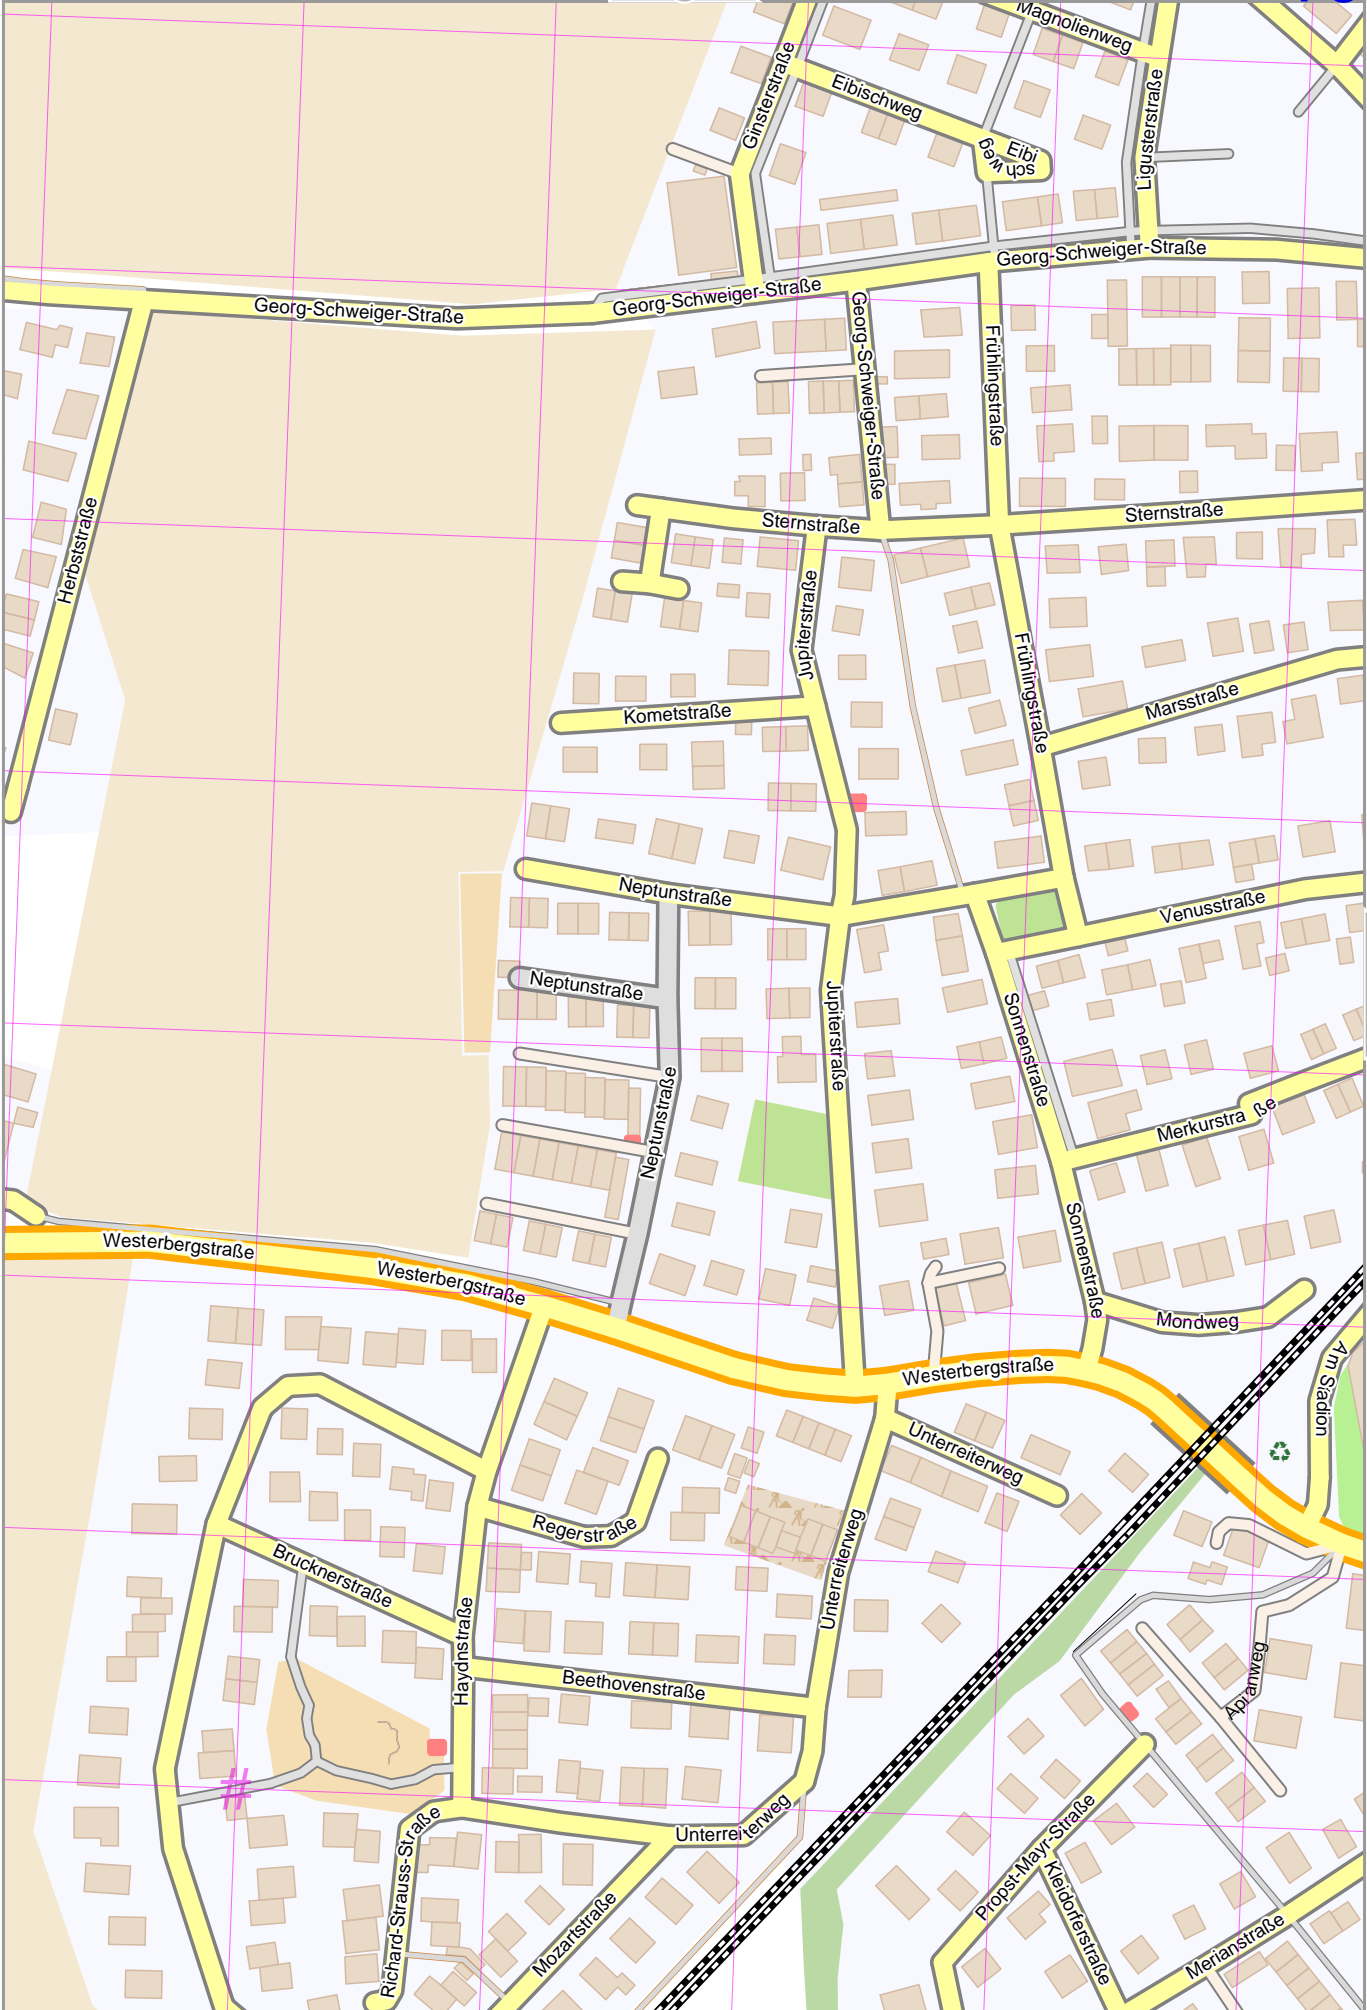 Magnolienweg
Ginsterstraße
Eibischweg
Ligusterstraße
Eibi
sch
weg
Georg-Schweiger-Straße
Georg-Schweiger-Straße
Georg-Schweiger-Straße
Georg-Schweiger-Straße
Frühlingstraße
Herbststraße
Sternstraße
Sternstraße
Jupiterstraße
Frühlingstraße
Kometstraße
Marsstraße
Neptunstraße
Venusstraße
Neptunstraße
Jupiterstraße
Sonnenstraße
Neptunstraße
Merkurstra
ße
Westerbergstraße
Westerbergstraße
Sonnenstraße
Mondweg
Westerbergstraße
Am Stadion
Unterreiterweg
Regerstraße
Unterreiterweg
Brucknerstraße
Haydnstraße
Beethovenstraße
Apianweg
Unterreiterweg
Richard-Strauss-Straße
Propst-Mayr-Straße
Kleidorferstraße
Mozartstraße
Merianstraße